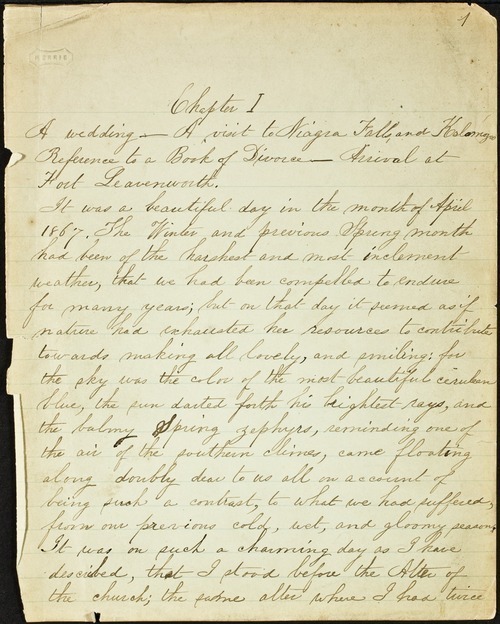 1
Chapter I
A wedding — A visit to Niagra Falls, and
Reference to a Book of Divorce — Arrival at
Fort Leavenworth.
It was a beautiful day in the month of April
1867. The Winter and previous Spring month
had been of the harshest and most inclement
weather, that we had been compelled to endure
for many years; but on that day it seemed as if
nature had exhausted her resources to contribute
towards making all lovely, and smiling: for
the sky was the color of the most beautiful cerulean
blue, the sun darted forth his brightest rays, and
the balmy Spring zephyrs, reminding one of
the air of the southern climes, came floating
along doubly dear to us all on account of
being such a contrast, to what we had suffered,
from our previous cold, wet, and gloomy season,
It was on such a charming day as I have
described, that I stood before the Alter of
the church; the same alter where I had twice